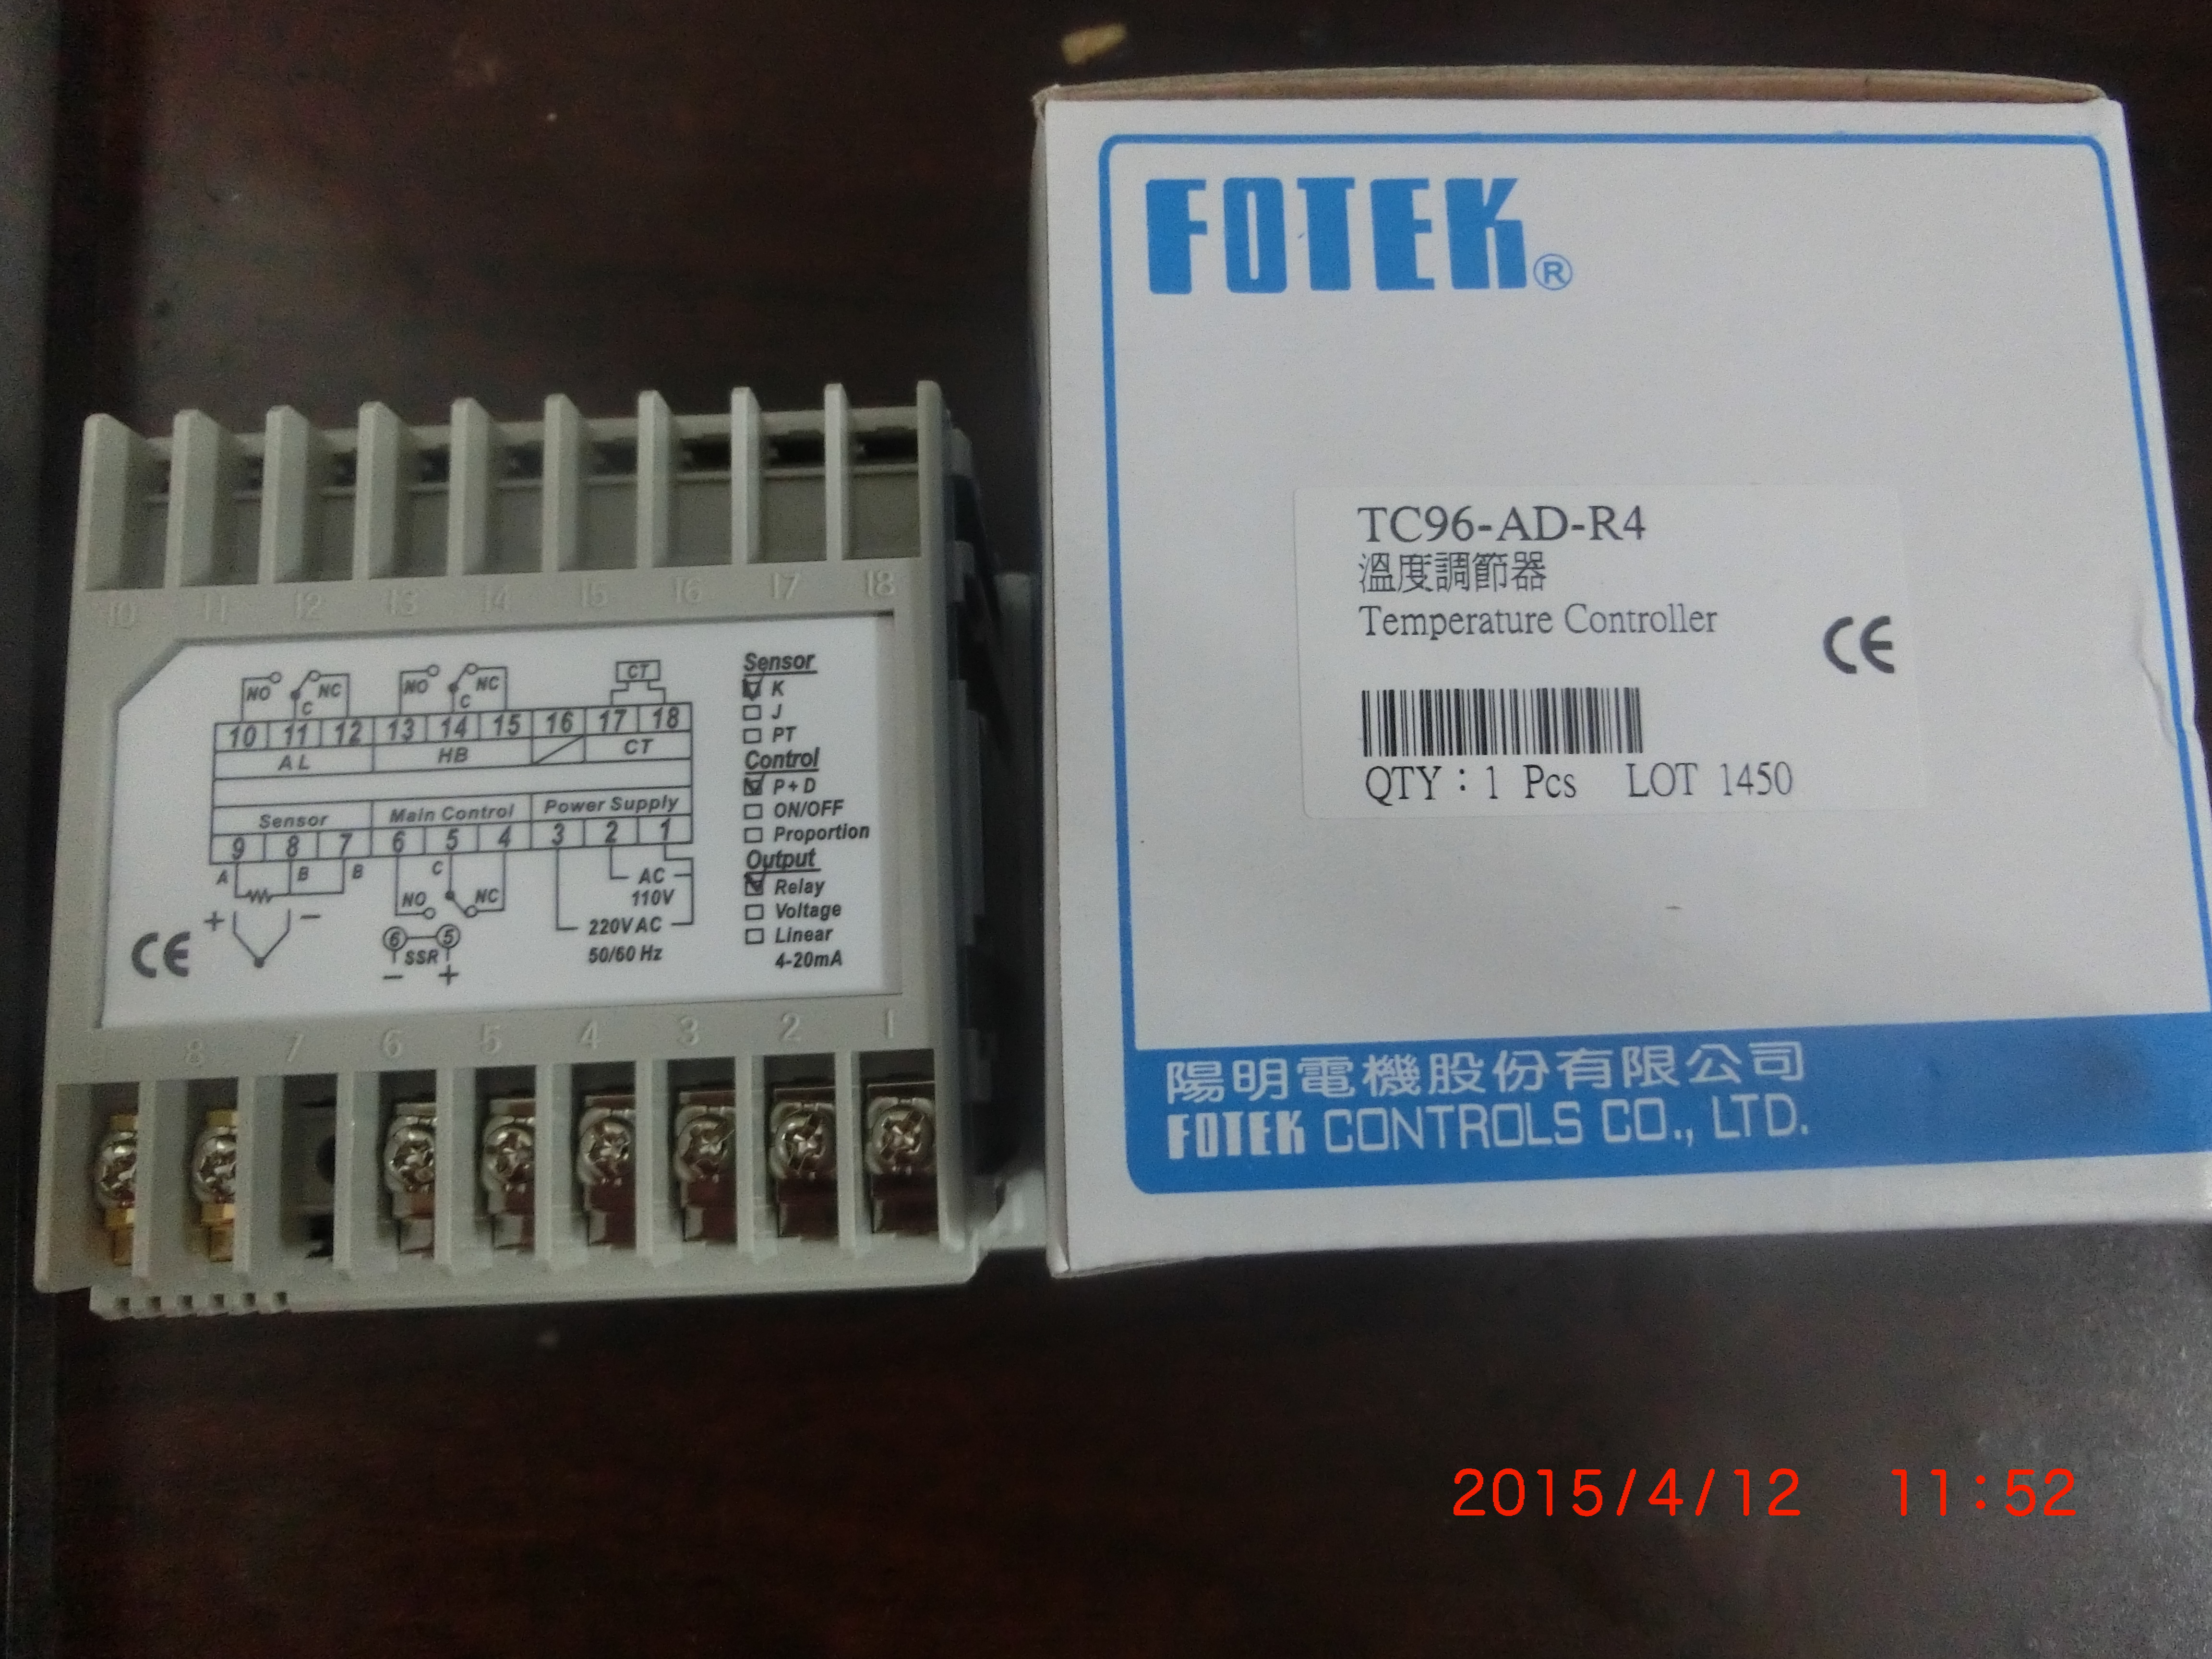 FOTEK®
TC96-AD-R4
溫度調節器
Temperature Controller
CE
QTY : 1 Pcs LOT 1450
陽明電機股份有限公司
FOTEK CONTROLS CO., LTD.
10 11 12 13 14 15 16 17 18
NO C NC NO C NC CT
10 11 12 13 14 15 16 17 18
AL HB CT
Sensor Main Control Power Supply
9 8 7 6 5 4 3 2 1
A B B C AC
NO NC 110V
+ − 220V AC
6 5
SSR 50/60 Hz
− +
CE
Sensor
K
J
PT
Control
P+D
ON/OFF
Proportion
Output
Relay
Voltage
Linear
4-20mA
8 7 6 5 4 3 2 1
2015/4/12 11:52